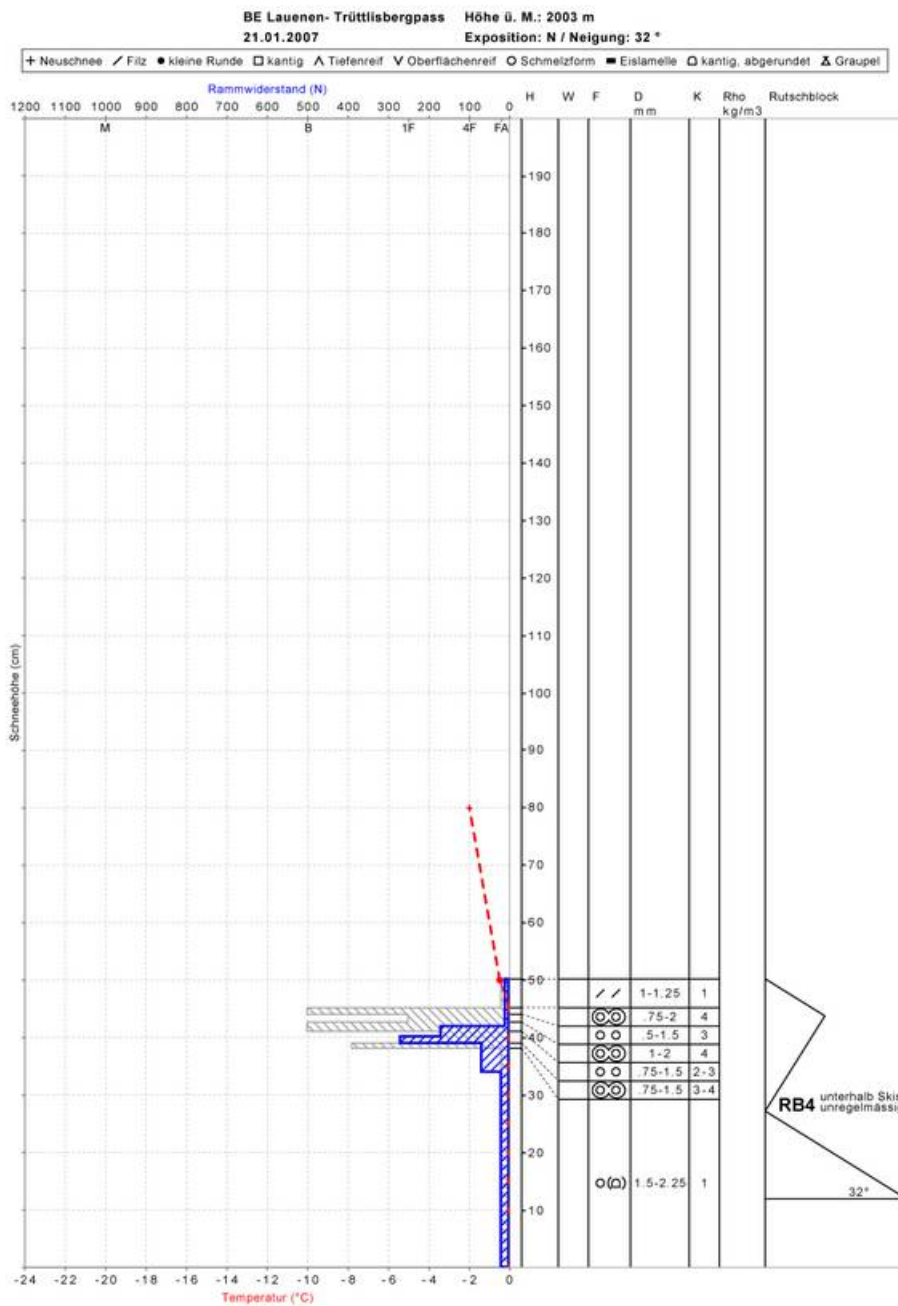 BE Lauenen- Trüttlisbergpass Höhe ü. M.: 2003 m
21.01.2007 Exposition: N / Neigung: 32 °
+ Neuschnee / Filz ● kleine Runde □ kantig Λ Tiefenreif V Oberflächenreif O Schmelzform ▬ Eislamelle kantig, abgerundet Graupel
Rammwiderstand (N) H W F D K Rho Rutschblock
1200 1100 1000 900 800 700 600 500 400 300 200 100 0 mm kg/m3
M B 1F 4F FA
190
180
170
160
150
140
130
120
110
100
90
80
70
60
50
40
30
20
10
Schneehöhe (cm)
/ / 1-1.25 1
.75-2 4
.5-1.5 3
1-2 4
.75-1.5 2-3
.75-1.5 3-4
1.5-2.25 1
RB4 unterhalb
32°
-24 -22 -20 -18 -16 -14 -12 -10 -8 -6 -4 -2 0
Temperatur (°C)